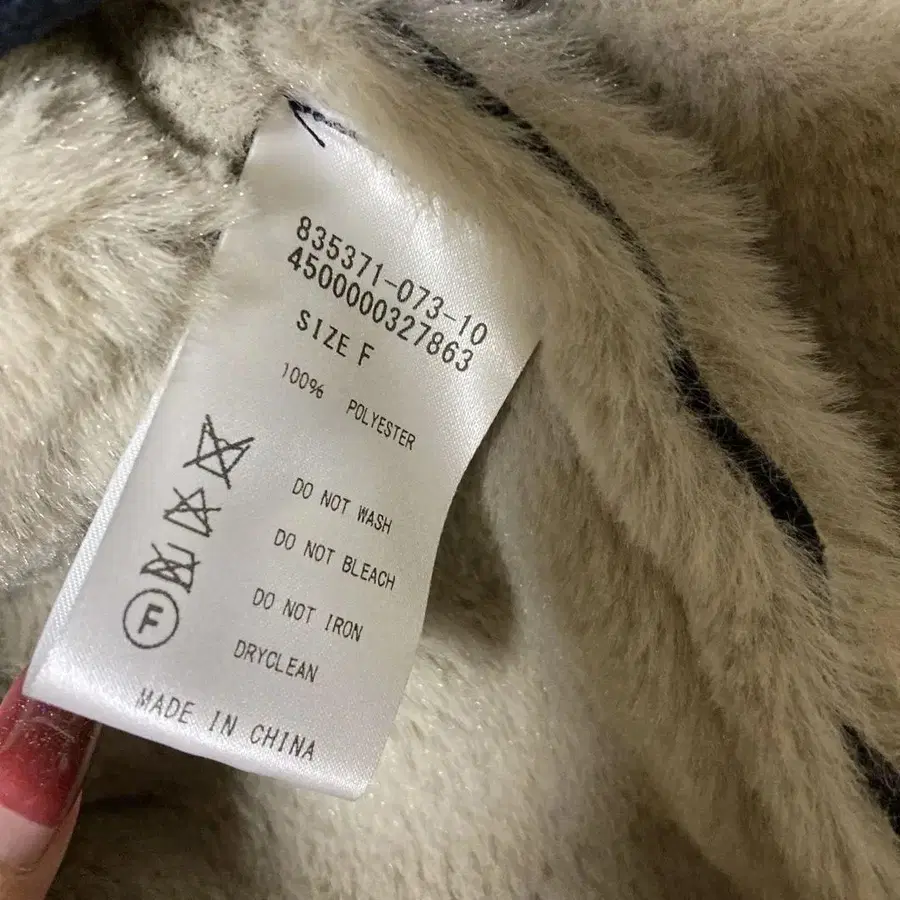 835371-073-10
4500000327863
SIZE F
100% POLYESTER
DO NOT WASH
DO NOT BLEACH
DO NOT IRON
F
DRYCLEAN
MADE IN CHINA